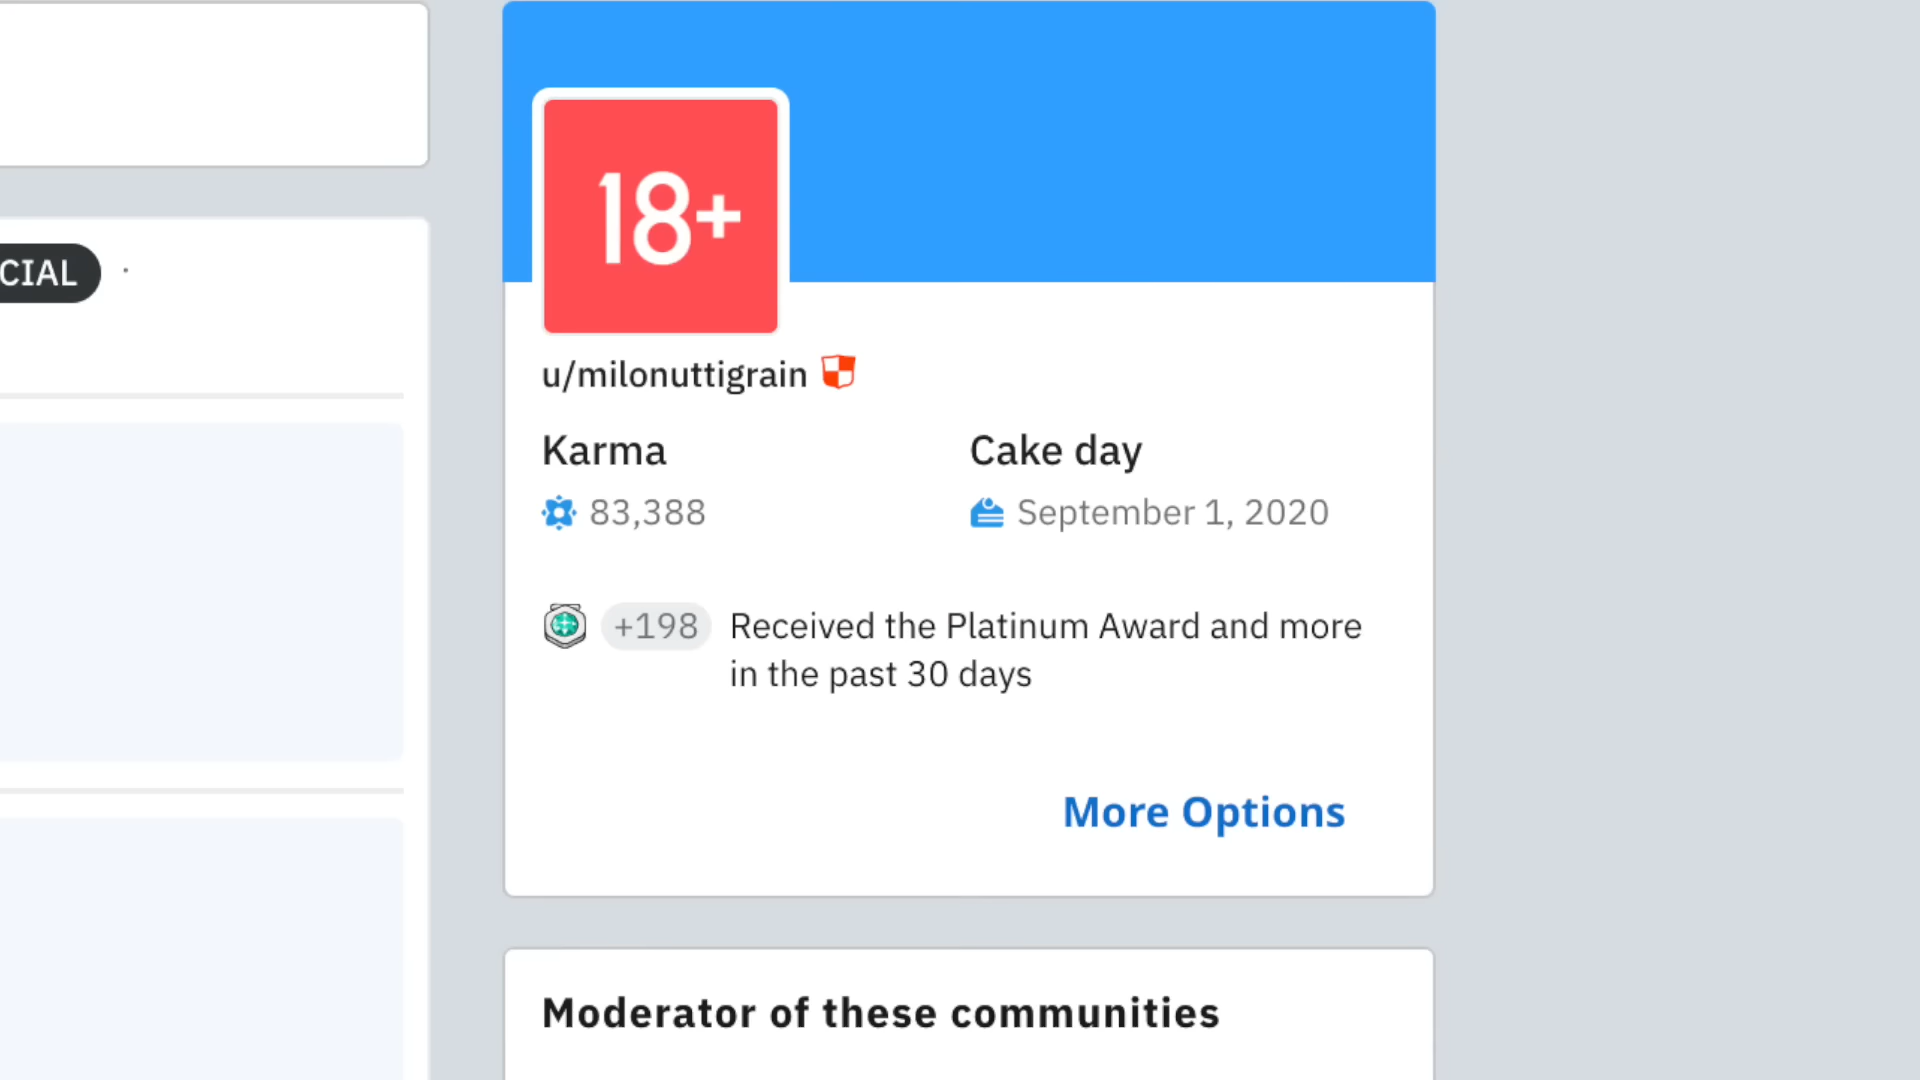 CIAL ·
18+
u/milonuttigrain
Karma
Cake day
83,388
September 1, 2020
+198
Received the Platinum Award and more
in the past 30 days
More Options
Moderator of these communities